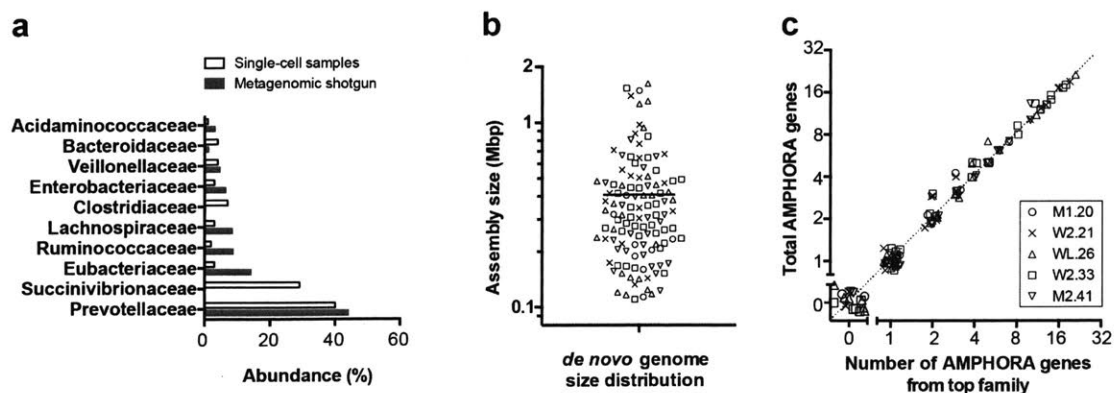 a
Single-cell samples
Metagenomic shotgun
Acidaminococcaceae
Bacteroidaceae
Veillonellaceae
Enterobacteriaceae
Clostridiaceae
Lachnospiraceae
Ruminococcaceae
Eubacteriaceae
Succinivibrionaceae
Prevotellaceae
0 20 40 60
Abundance (%)
b
Assembly size (Mbp)
2
1
0.1
de novo genome
size distribution
c
Total AMPHORA genes
32
16
8
4
2
1
0
M1.20
W2.21
WL.26
W2.33
M2.41
0 1 2 4 8 16 32
Number of AMPHORA genes
from top family